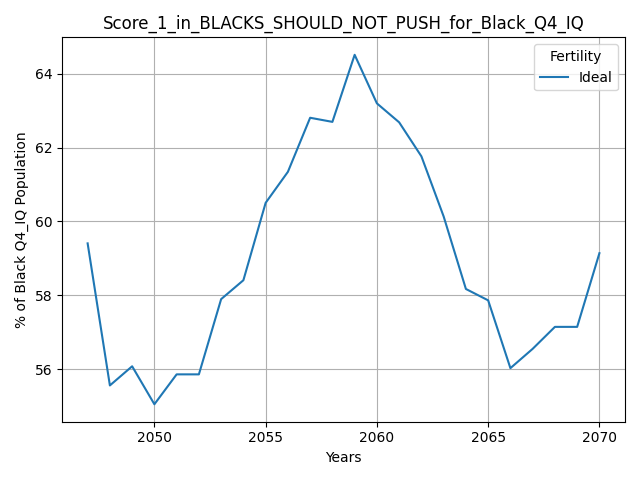 Score_1_in_BLACKS_SHOULD_NOT_PUSH_for_Black_Q4_IQ
Fertility
Ideal
64
62
60
58
56
% of Black Q4_IQ Population
2050 2055 2060 2065 2070
Years